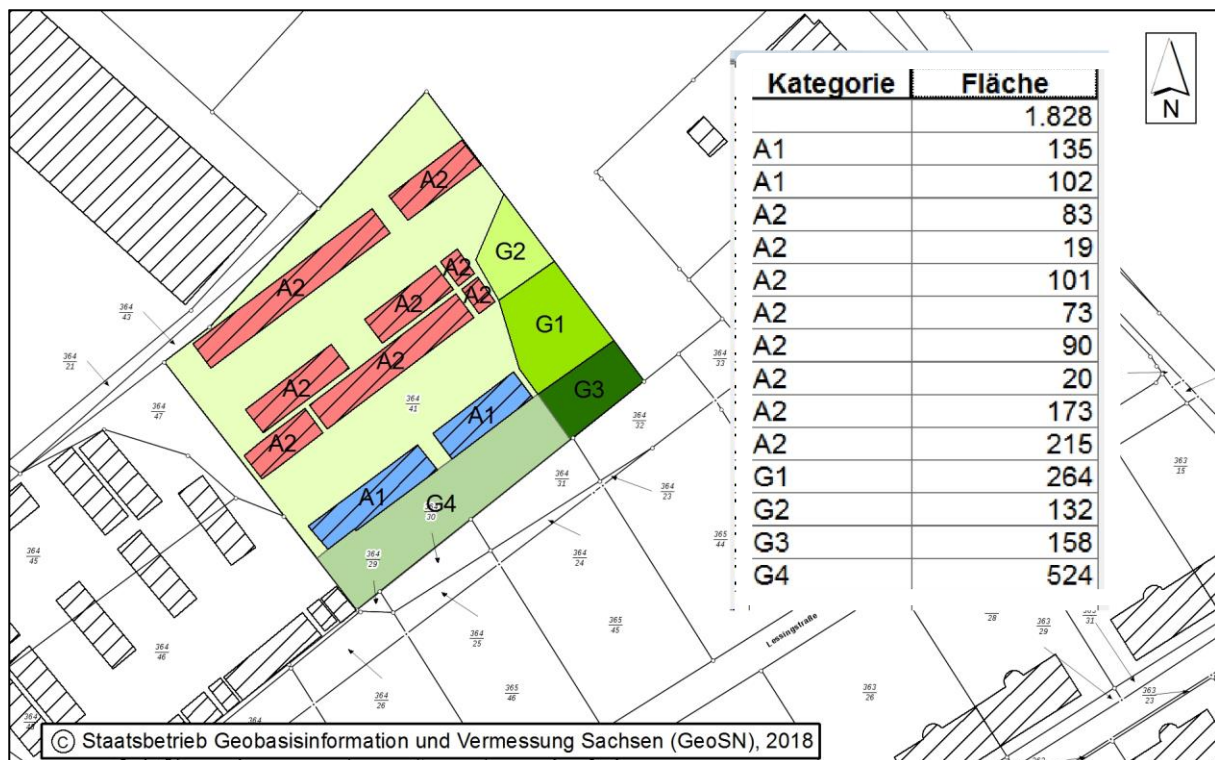 Kategorie Fläche
1.828
A1 135
A1 102
A2 83
A2 19
A2 101
A2 73
A2 90
A2 20
A2 173
A2 215
G1 264
G2 132
G3 158
G4 524
N
A2
G2
A2
A2
A2
A2
G1
A2
A2
G3
A2
A1
A1
G4
364
43
364
21
364
47
364
41
364
33
364
32
364
31
364
23
363
15
364
45
30
364
29
364
24
365
44
364
46
364
25
365
45
364
26
365
46
Lessingstraße
28
363
29
363
31
363
23
363
26
364
© Staatsbetrieb Geobasisinformation und Vermessung Sachsen (GeoSN), 2018